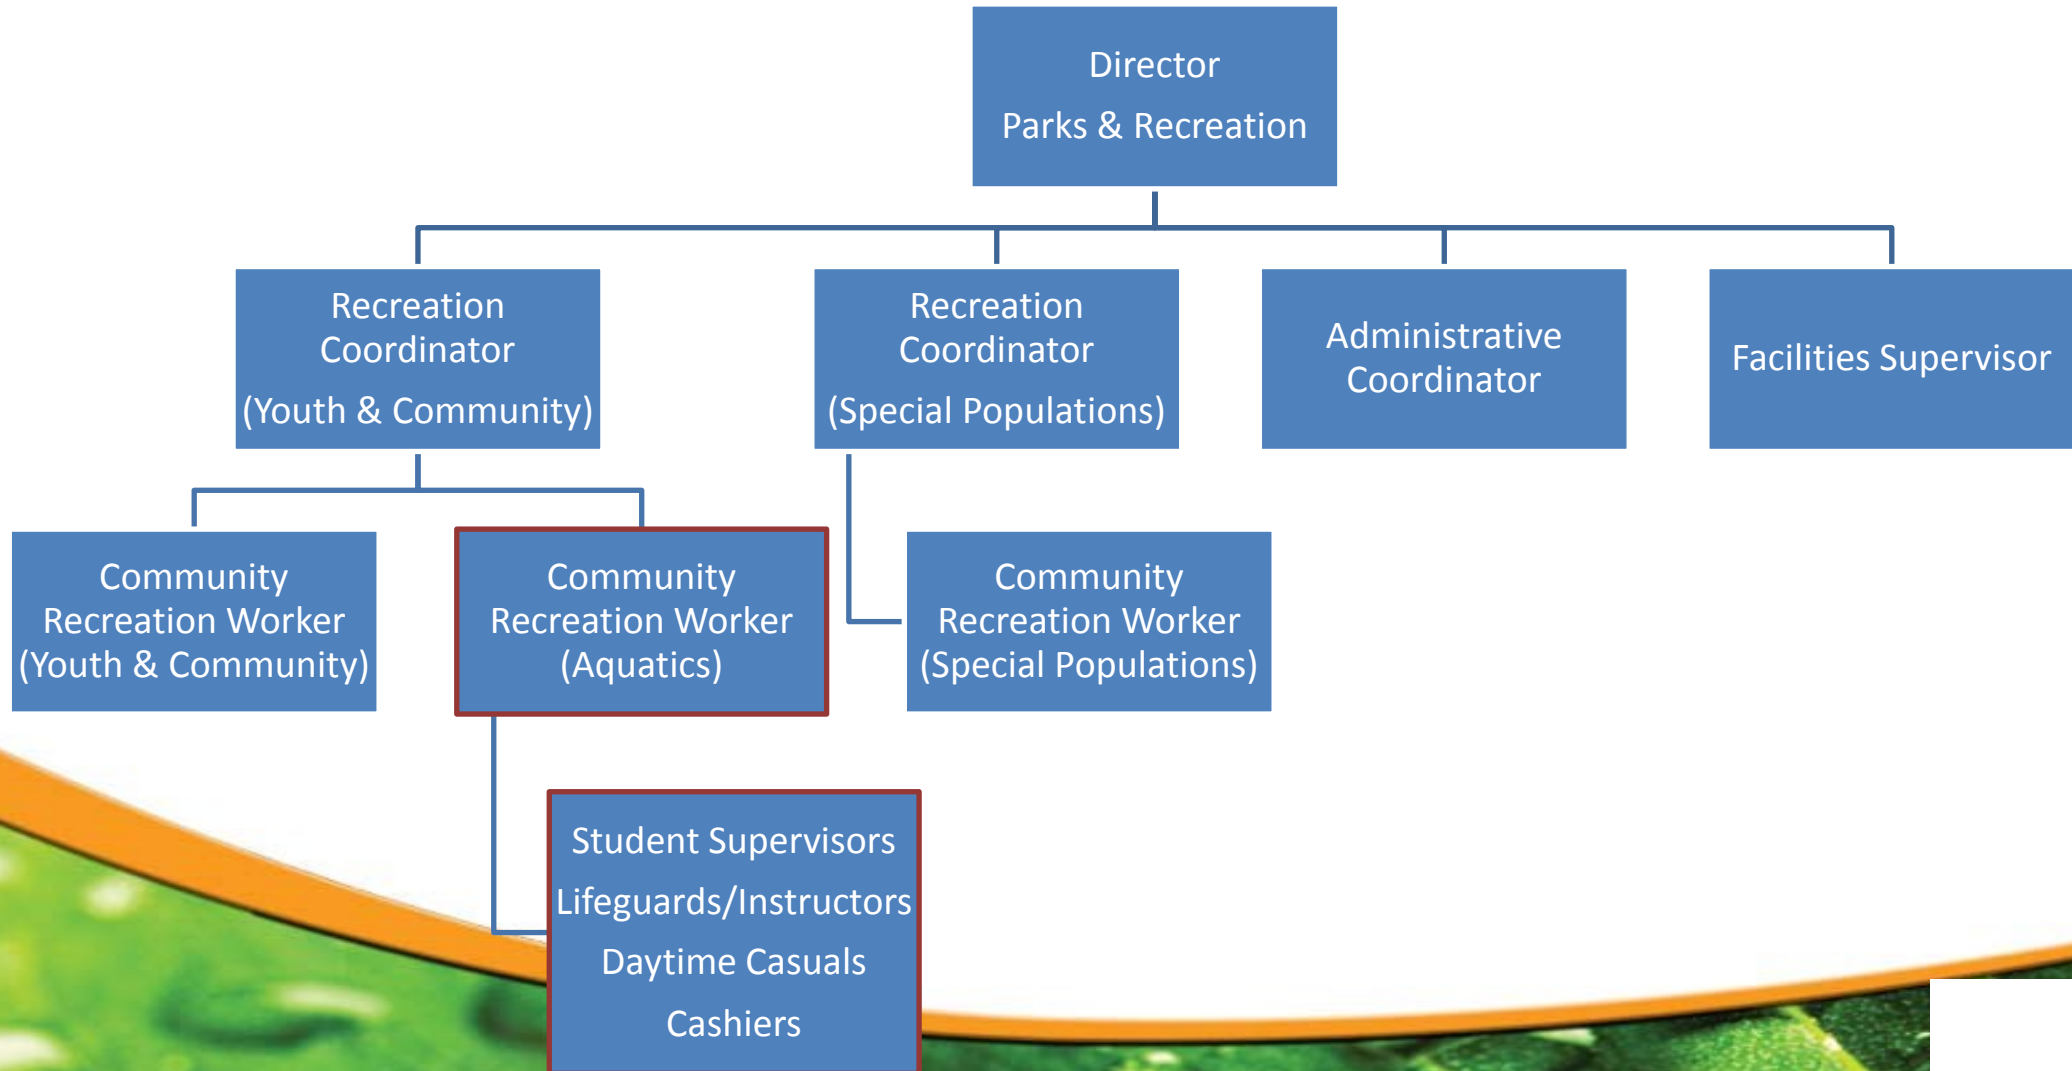 Director
Parks & Recreation
Recreation
Coordinator
(Youth & Community)
Recreation
Coordinator
(Special Populations)
Administrative
Coordinator
Facilities Supervisor
Community
Recreation Worker
(Youth & Community)
Community
Recreation Worker
(Aquatics)
Community
Recreation Worker
(Special Populations)
Student Supervisors
Lifeguards/Instructors
Daytime Casuals
Cashiers